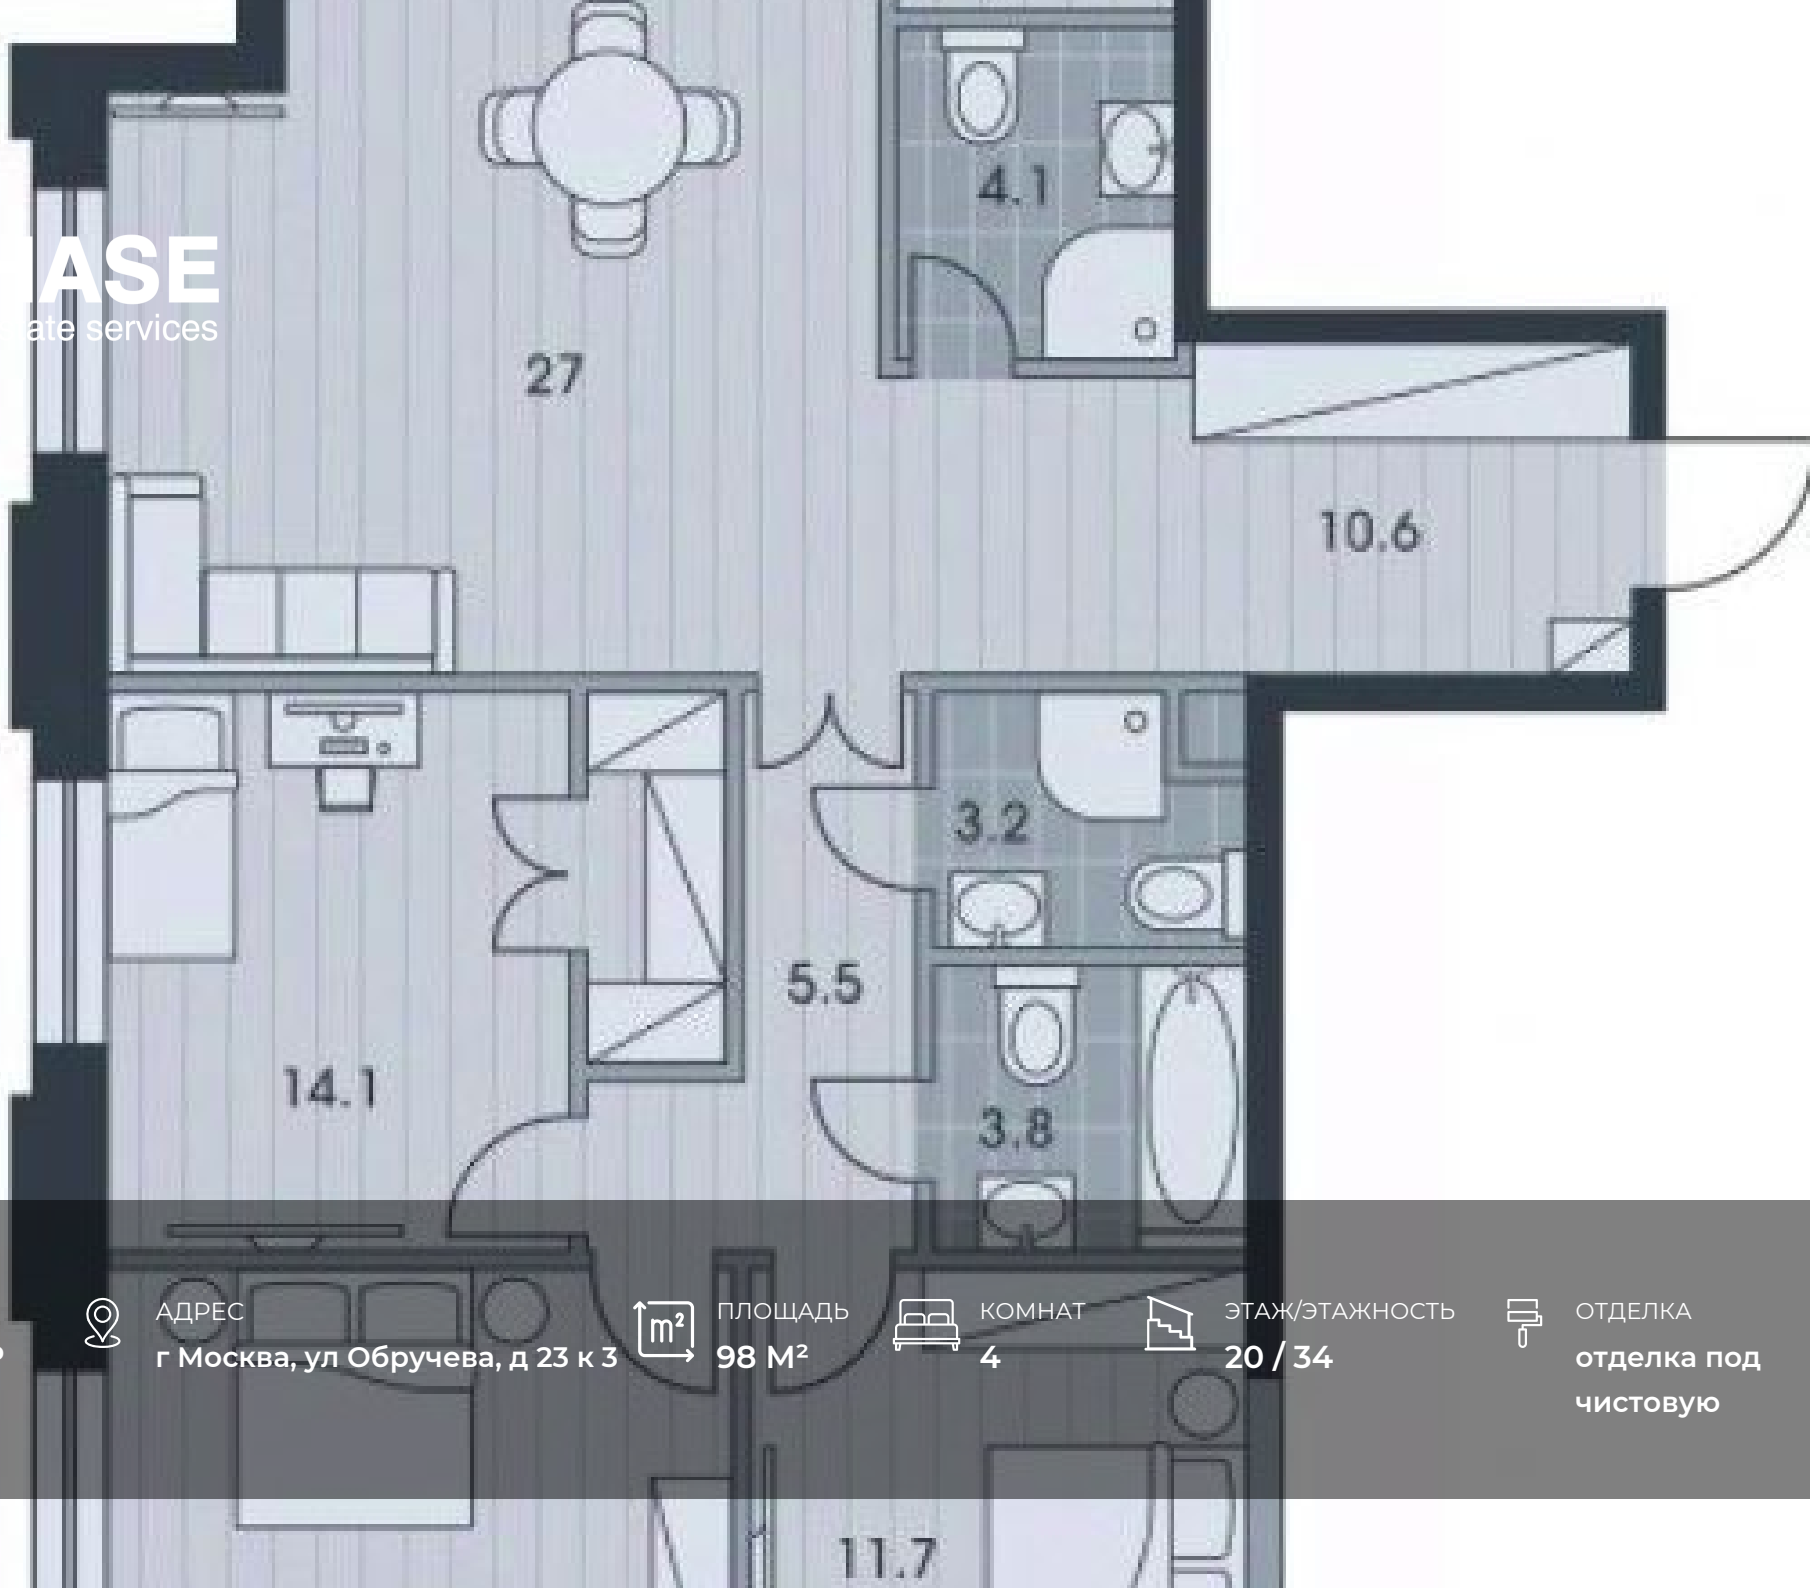 4.1
ate services
27
10.6
3.2
5.5
14.1
3.8
АДРЕС
г Москва, ул Обручева, д 23 к 3
ПЛОЩАДЬ
98 М²
КОМНАТ
4
ЭТАЖ/ЭТАЖНОСТЬ
20 / 34
ОТДЕЛКА
отделка под
чистовую
m²
11.7